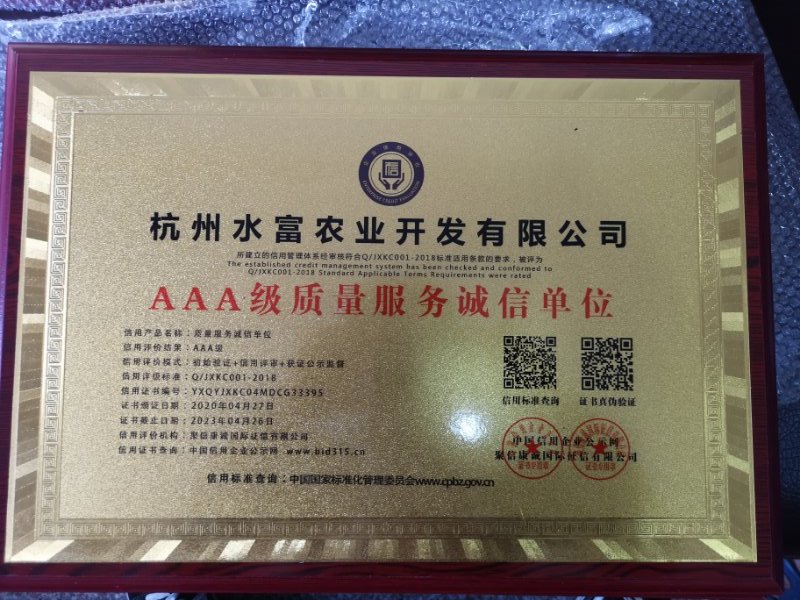 信
杭州水富农业开发有限公司
所建立的信用管理体系经审核符合Q/JXKC001-2018标准适用条款的要求，被评为
The established credit management system has been checked and conformed to
Q/JXKC001-2018 Standard Applicable Terms Requirements were rated
AAA级质量服务诚信单位
信用产品名称：质量服务诚信单位
信用评价结果：AAA级
信用评价模式：初始验证+信用评审+获证公示监督
信用评级标准：Q/JXKC001-2018
信用证书编号：YXQYJXKC04MDCG33395
证书颁证日期：2020年04月27日
证书截止日期：2023年04月26日
信用评价机构：聚信康诚国际征信有限公司
信用证书查询：中国信用企业公示网 www.bid315.cn
信用标准查询 证书真伪验证
中国信用企业公示网
聚信康诚国际征信有限公司
信用标准查询：中国国家标准化管理委员会www.cpbz.gov.cn